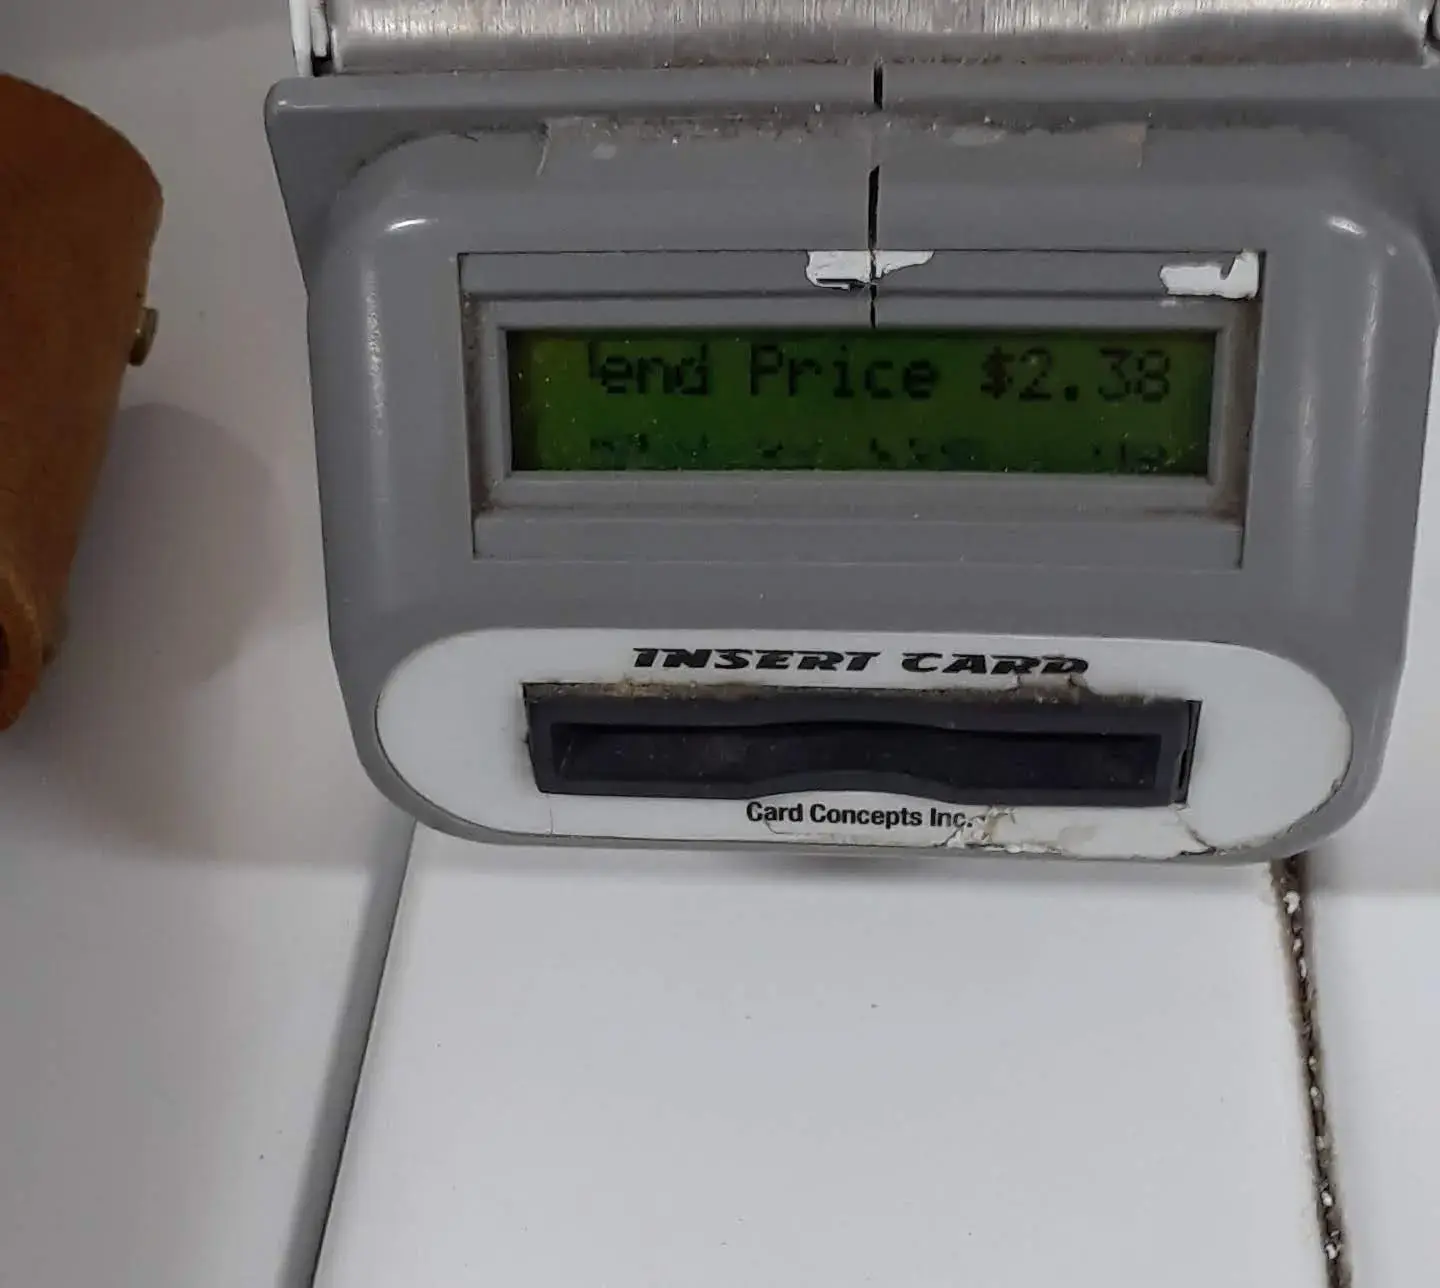 end Price $2.38
INSERT CARD
Card Concepts Inc.